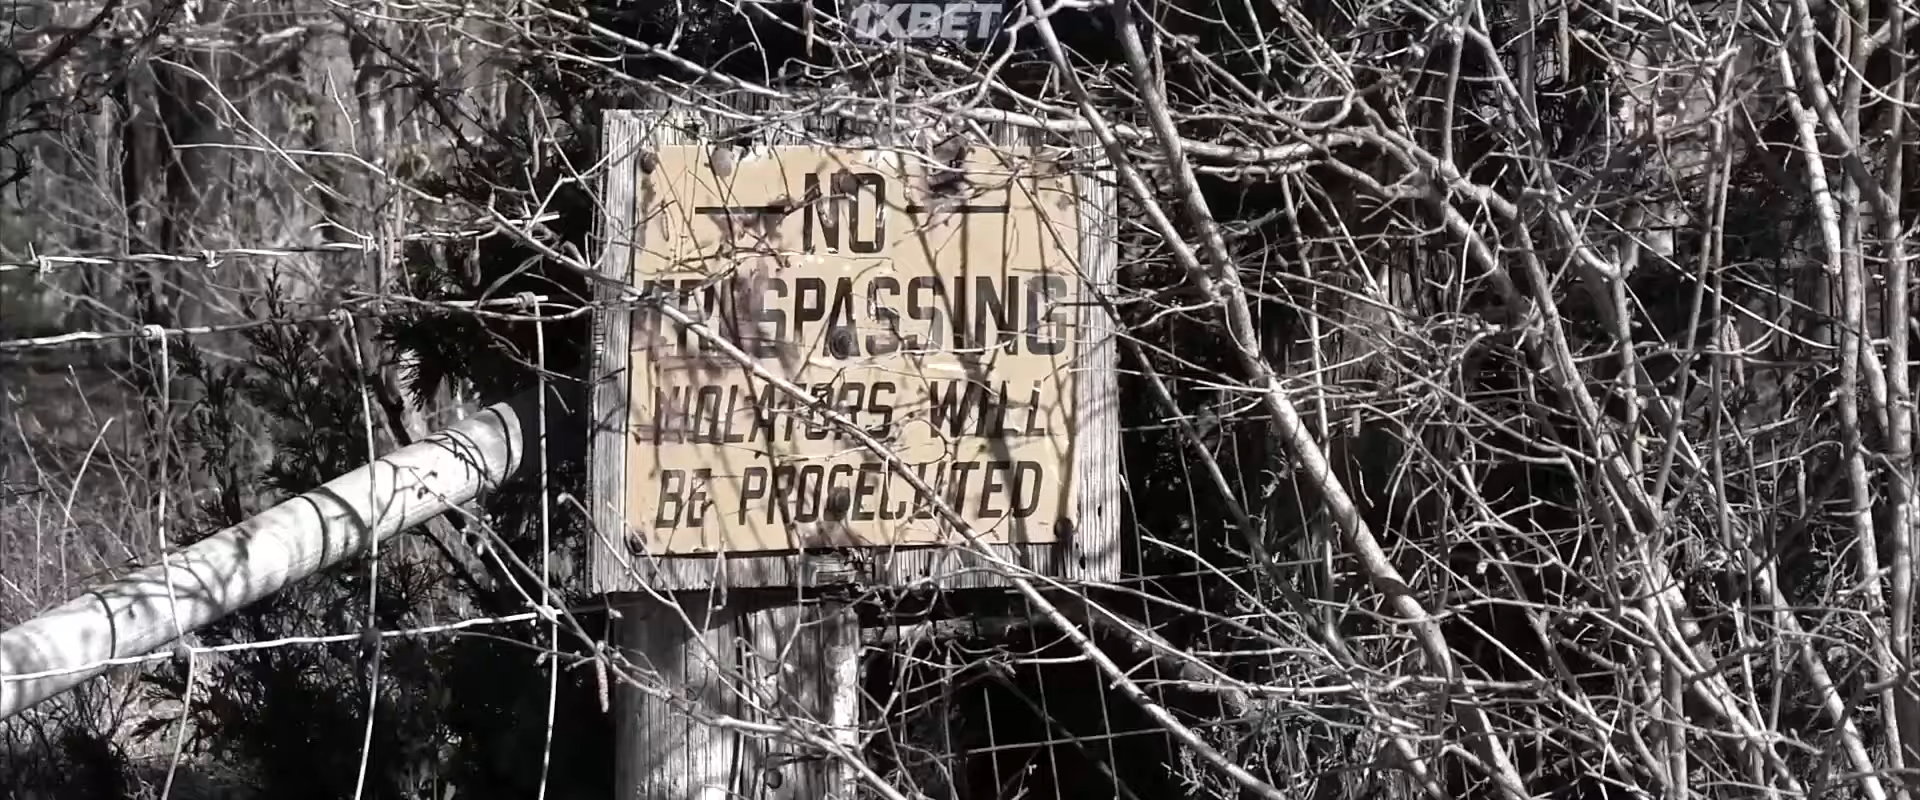 1XBET
NO
TRESPASSING
VIOLATORS WILL
BE PROSECUTED